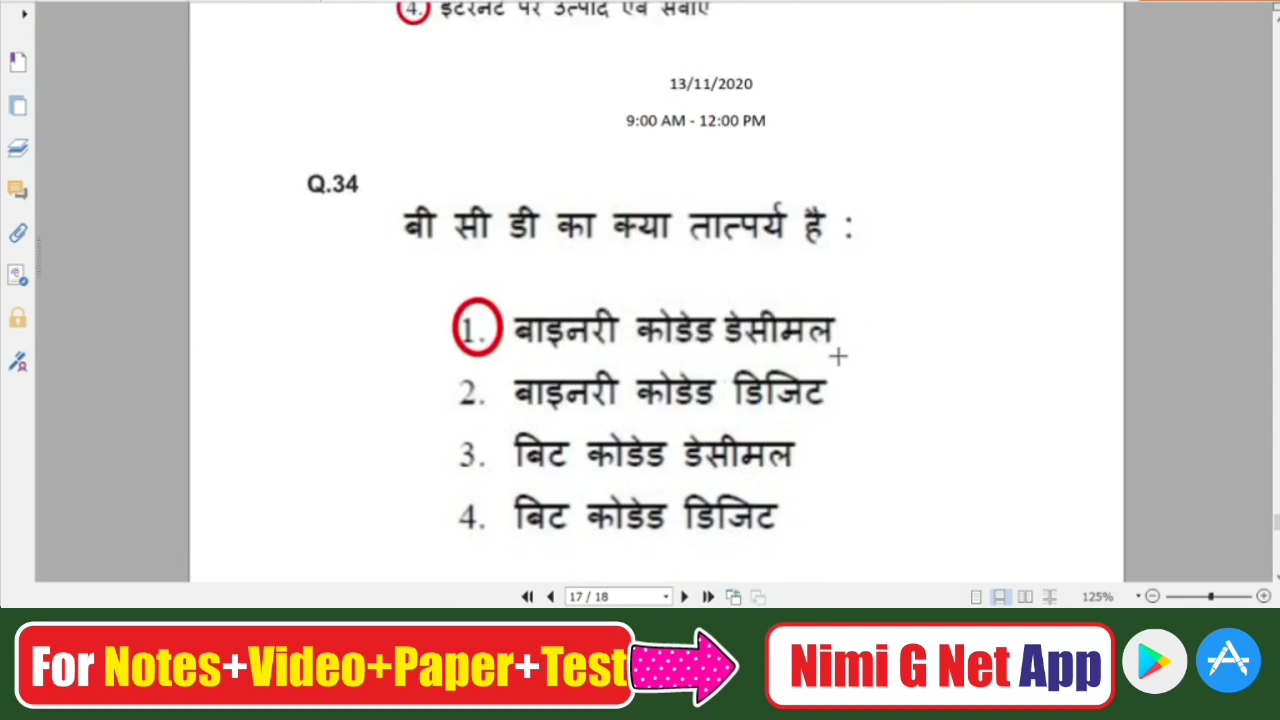 4. इंटरनेट पर उत्पाद एवं सेवाएं
13/11/2020
9:00 AM - 12:00 PM
Q.34
बी सी डी का क्या तात्पर्य है :
1. बाइनरी कोडेड डेसीमल
2. बाइनरी कोडेड डिजिट
3. बिट कोडेड डेसीमल
4. बिट कोडेड डिजिट
17 / 18
125%
For Notes+Video+Paper+Test
Nimi G Net App